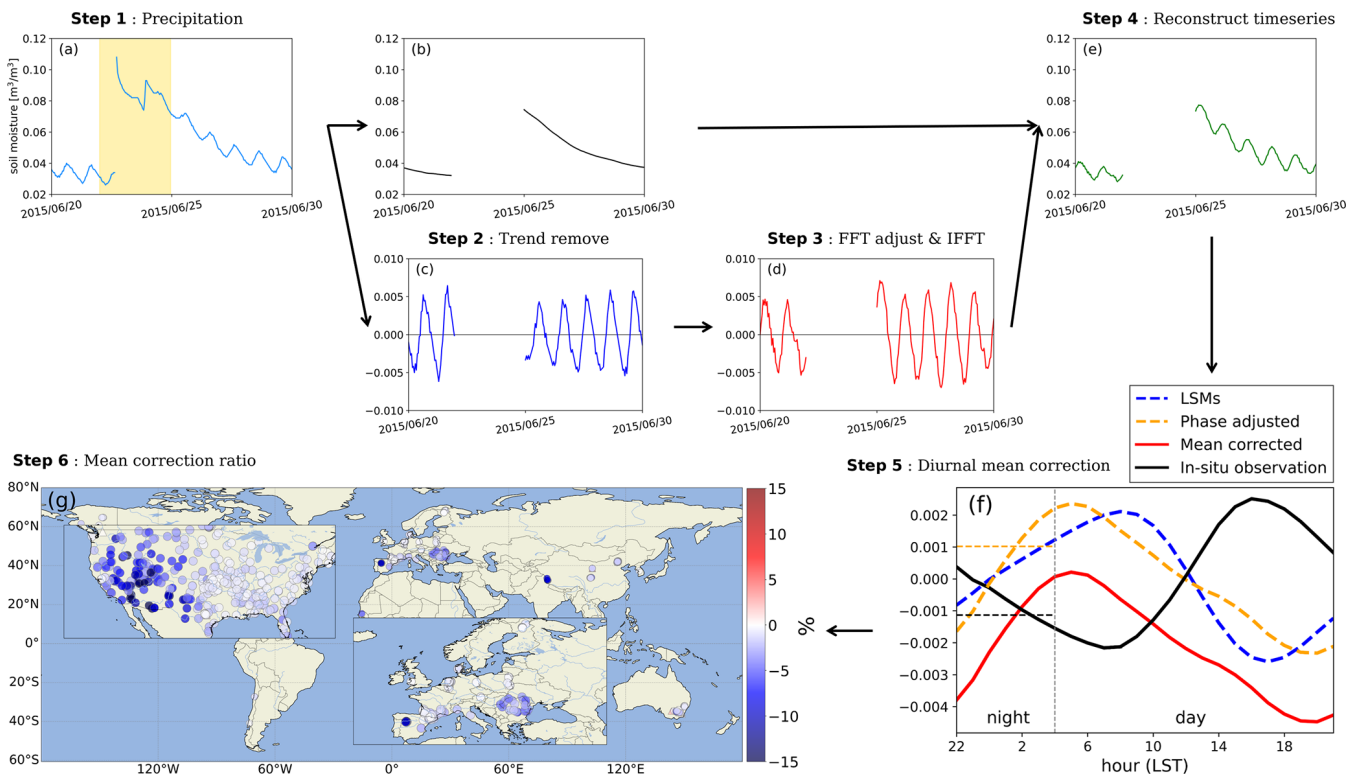 Step 1 : Precipitation
Step 4 : Reconstruct timeseries
soil moisture [m³/m³]
0.12
0.10
0.08
0.06
0.04
0.02
(a)
2015/06/20
2015/06/25
2015/06/30
0.12
0.10
0.08
0.06
0.04
0.02
(b)
2015/06/20
2015/06/25
2015/06/30
0.12
0.10
0.08
0.06
0.04
0.02
(e)
2015/06/20
2015/06/25
2015/06/30
Step 2 : Trend remove
0.010
0.005
0.000
−0.005
−0.010
(c)
2015/06/20
2015/06/25
2015/06/30
Step 3 : FFT adjust & IFFT
0.010
0.005
0.000
−0.005
−0.010
(d)
2015/06/20
2015/06/25
2015/06/30
LSMs
Phase adjusted
Mean corrected
In-situ observation
Step 6 : Mean correction ratio
Step 5 : Diurnal mean correction
(g)
80°N
60°N
40°N
20°N
0°
20°S
40°S
60°S
120°W
60°W
0°
60°E
120°E
15
10
5
0
−5
−10
−15
%
(f)
0.002
0.001
0.000
−0.001
−0.002
−0.003
−0.004
night
day
22
2
6
10
14
18
hour (LST)